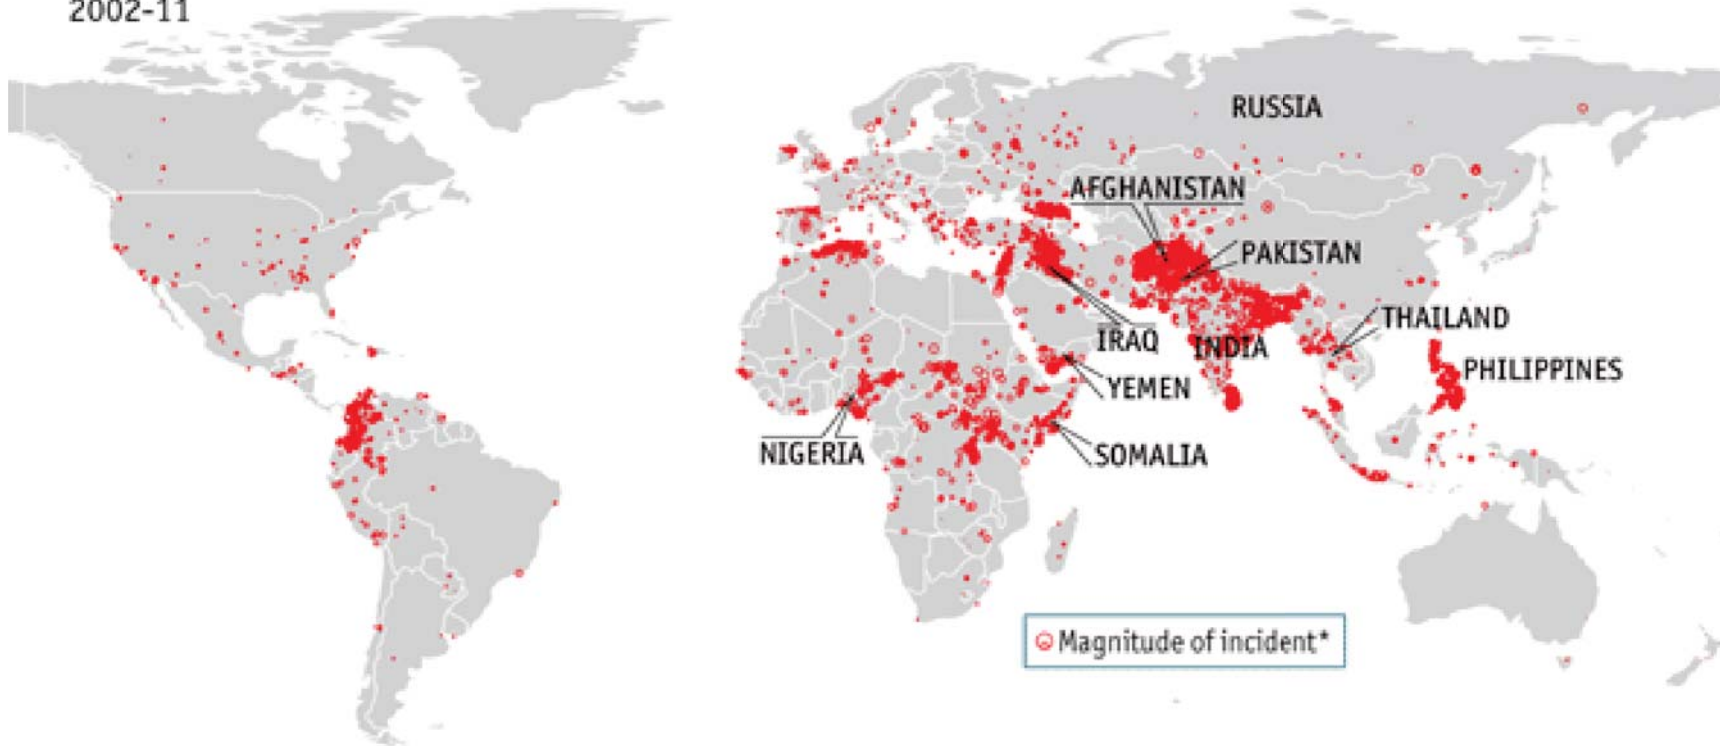 2002-11
RUSSIA
AFGHANISTAN
PAKISTAN
THAILAND
IRAQ
INDIA
PHILIPPINES
YEMEN
NIGERIA
SOMALIA
Magnitude of incident*